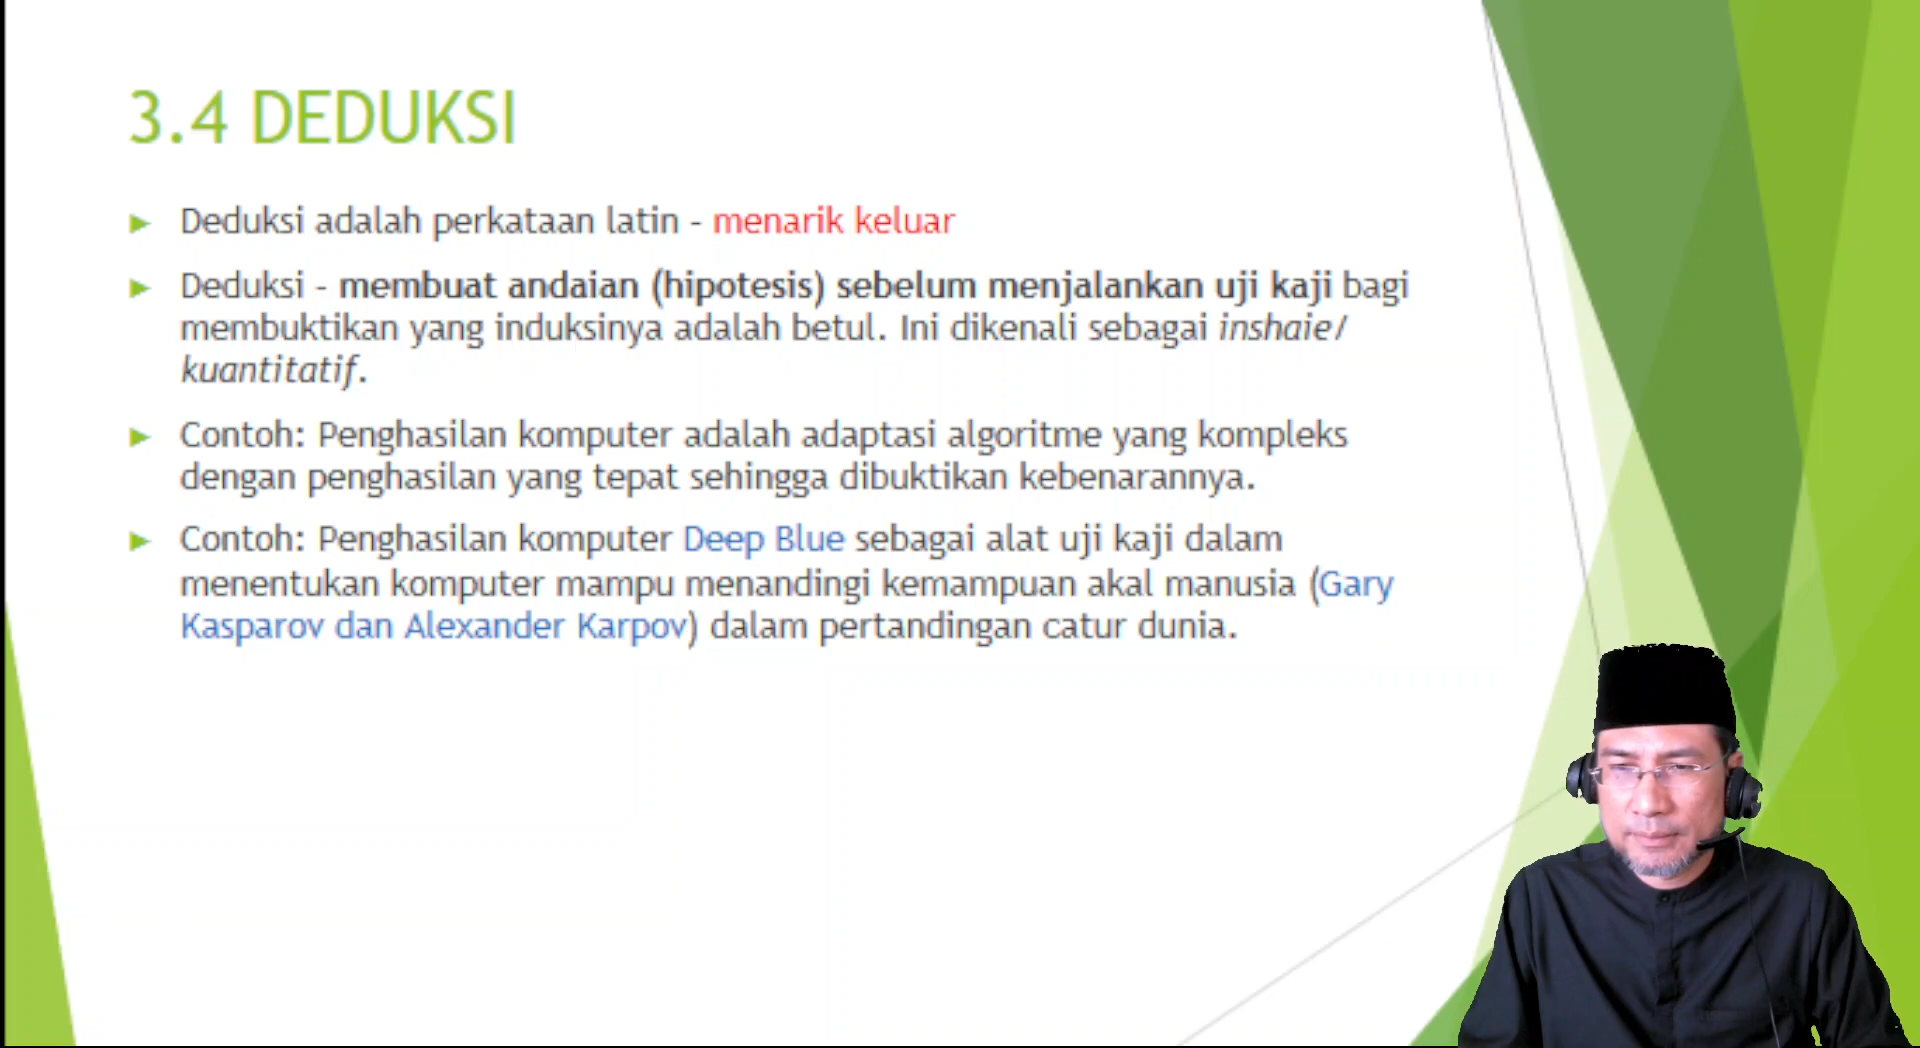 3.4 DEDUKSI
Deduksi adalah perkataan latin - menarik keluar
Deduksi - membuat andaian (hipotesis) sebelum menjalankan uji kaji bagi
membuktikan yang induksinya adalah betul. Ini dikenali sebagai inshaie/
kuantitatif.
Contoh: Penghasilan komputer adalah adaptasi algoritme yang kompleks
dengan penghasilan yang tepat sehingga dibuktikan kebenarannya.
Contoh: Penghasilan komputer Deep Blue sebagai alat uji kaji dalam
menentukan komputer mampu menandingi kemampuan akal manusia (Gary
Kasparov dan Alexander Karpov) dalam pertandingan catur dunia.